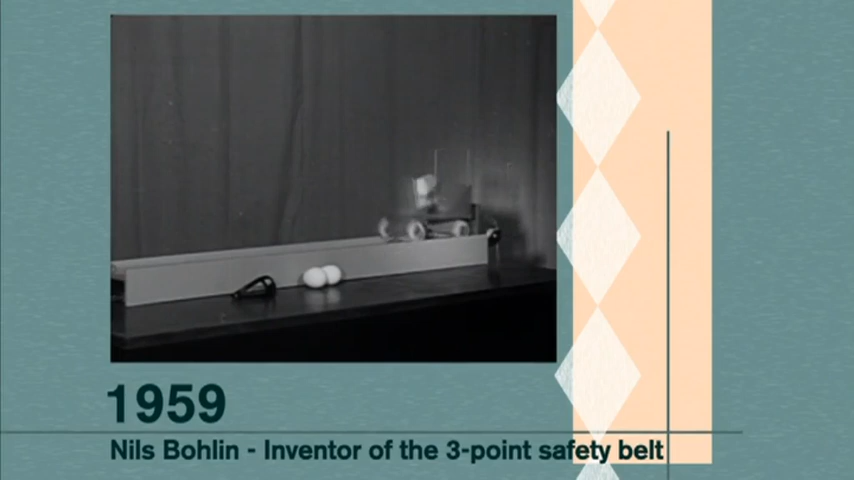 1959
Nils Bohlin - Inventor of the 3-point safety belt